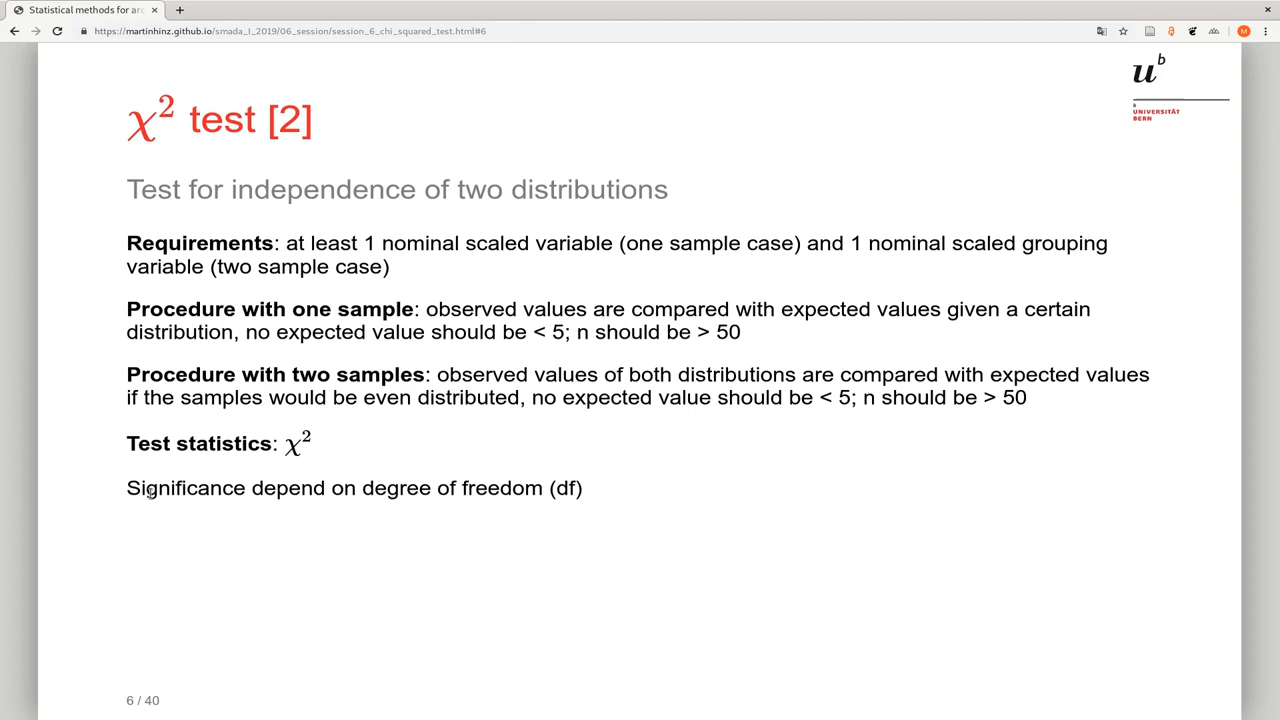 Statistical methods for arc
https://martinhinz.github.io/smada_I_2019/06_session/session_6_chi_squared_test.html#6
M
u^b
b
UNIVERSITÄT
BERN
χ² test [2]
Test for independence of two distributions
Requirements: at least 1 nominal scaled variable (one sample case) and 1 nominal scaled grouping
variable (two sample case)
Procedure with one sample: observed values are compared with expected values given a certain
distribution, no expected value should be < 5; n should be > 50
Procedure with two samples: observed values of both distributions are compared with expected values
if the samples would be even distributed, no expected value should be < 5; n should be > 50
Test statistics: χ²
Significance depend on degree of freedom (df)
6 / 40